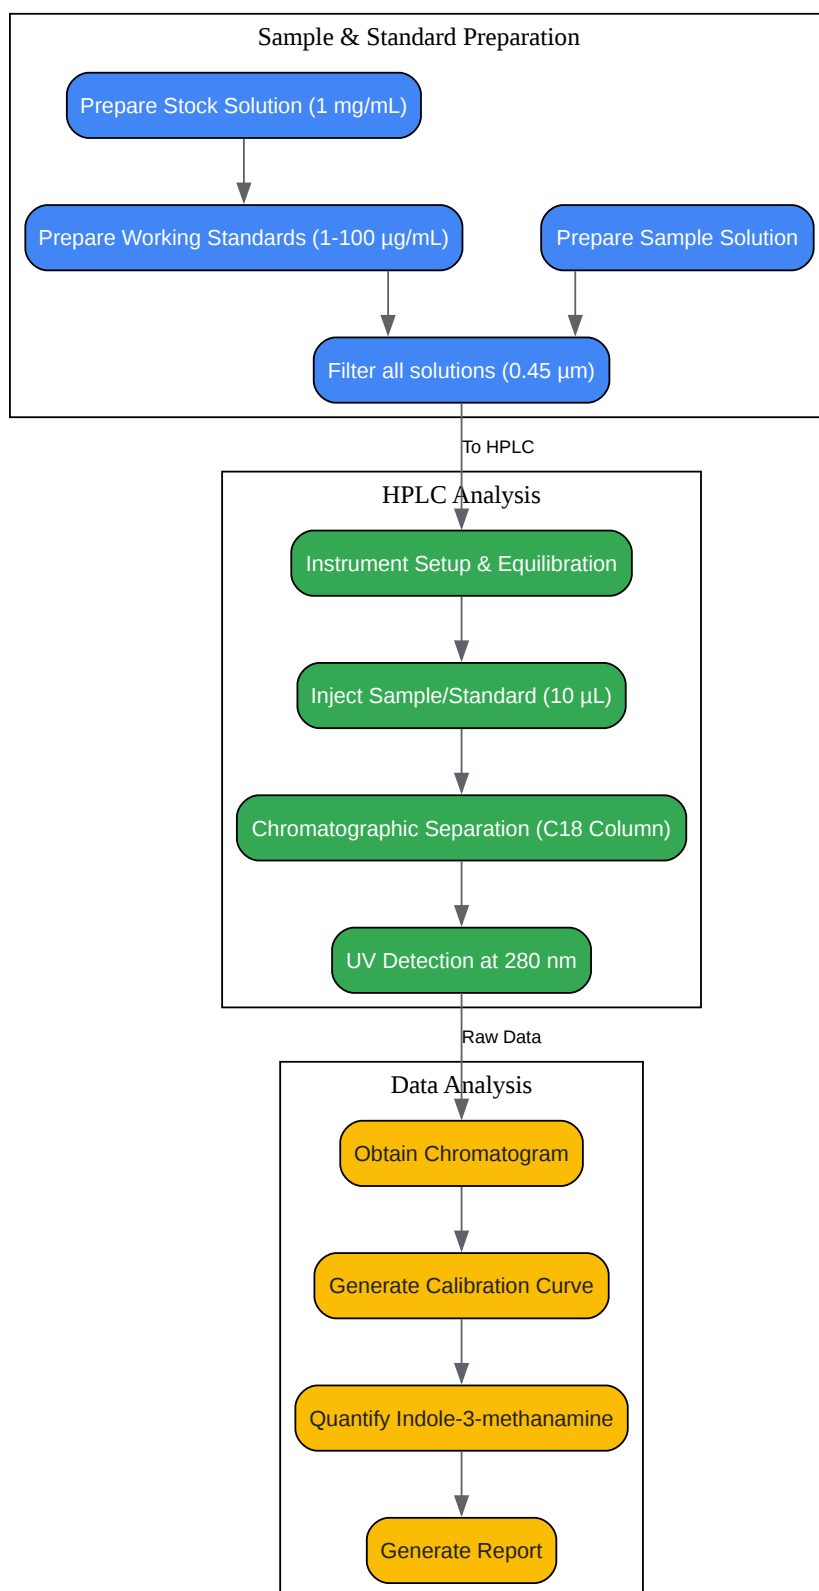 Sample & Standard Preparation
Prepare Stock Solution (1 mg/mL)
Prepare Working Standards (1-100 µg/mL)
Prepare Sample Solution
Filter all solutions (0.45 µm)
To HPLC
HPLC Analysis
Instrument Setup & Equilibration
Inject Sample/Standard (10 µL)
Chromatographic Separation (C18 Column)
UV Detection at 280 nm
Raw Data
Data Analysis
Obtain Chromatogram
Generate Calibration Curve
Quantify Indole-3-methanamine
Generate Report